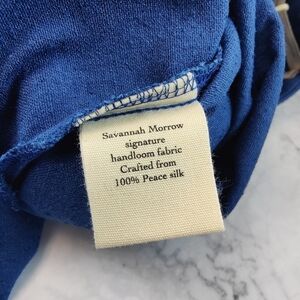 Savannah Morrow
signature
handloom fabric
Crafted from
100% Peace silk